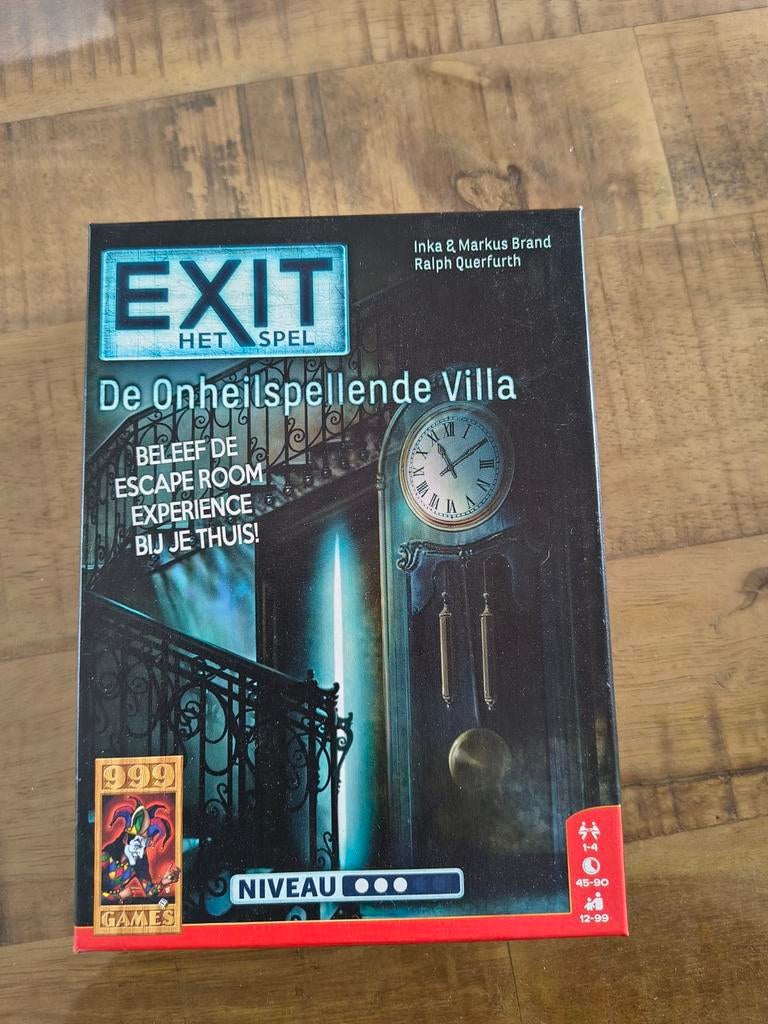 Inka & Markus Brand
Ralph Querfurth
EXIT
HET SPEL
De Onheilspellende Villa
BELEEF DE
ESCAPE ROOM
EXPERIENCE
BIJ JE THUIS!
999
GAMES
NIVEAU
1-4
45-90
12-99